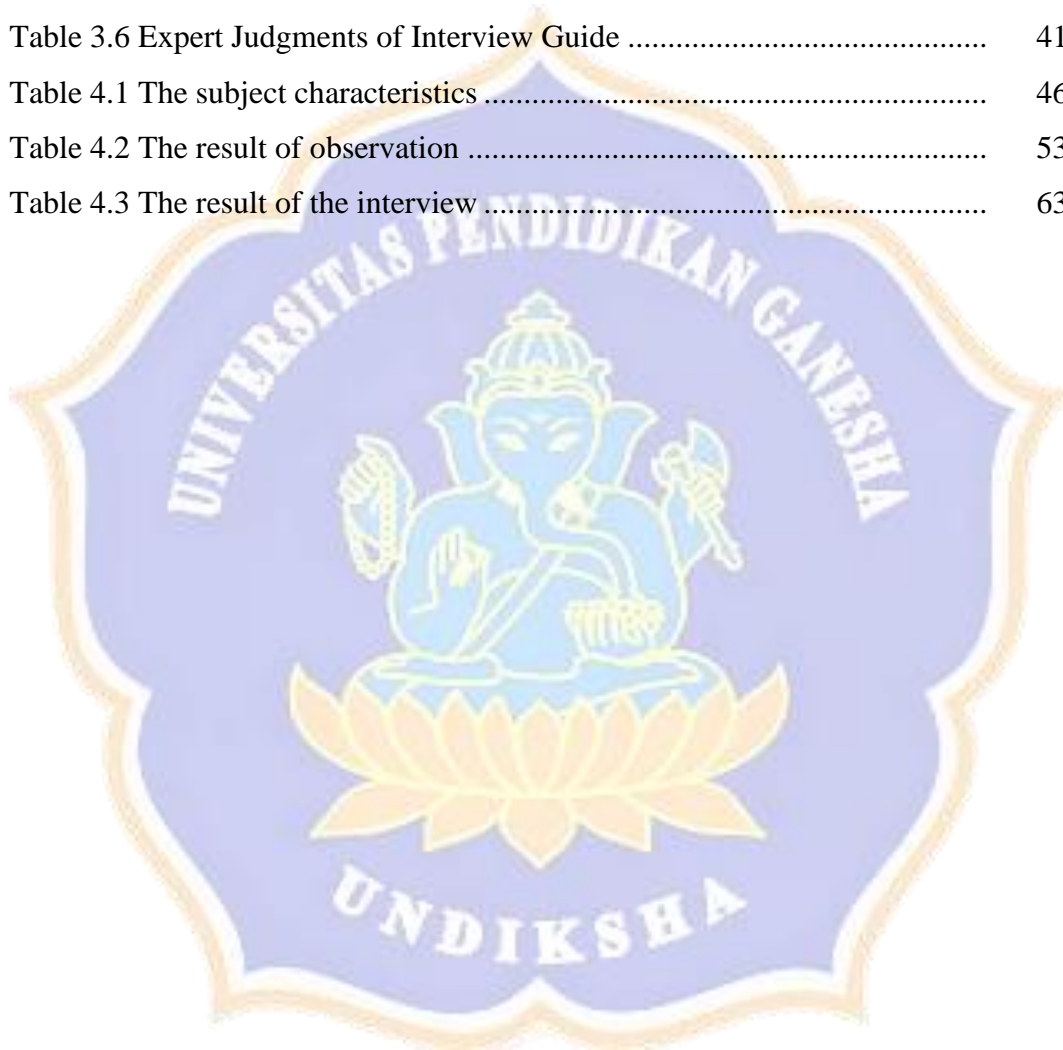 Table 3.6 Expert Judgments of Interview Guide ...................................... 41
Table 4.1 The subject characteristics ..................................................... 46
Table 4.2 The result of observation ....................................................... 53
Table 4.3 The result of the interview ..................................................... 63
UNIVERSITAS PENDIDIKAN GANESHA
UNDIKSHA